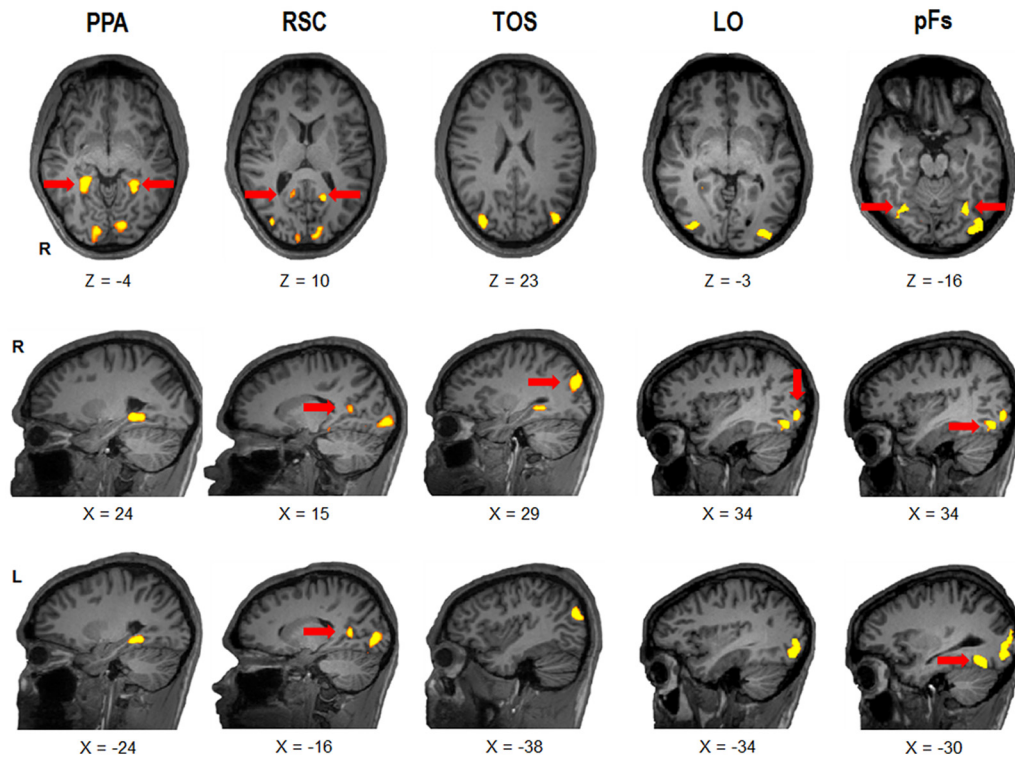 PPA RSC TOS LO pFs
R
Z = -4 Z = 10 Z = 23 Z = -3 Z = -16
R
X = 24 X = 15 X = 29 X = 34 X = 34
L
X = -24 X = -16 X = -38 X = -34 X = -30